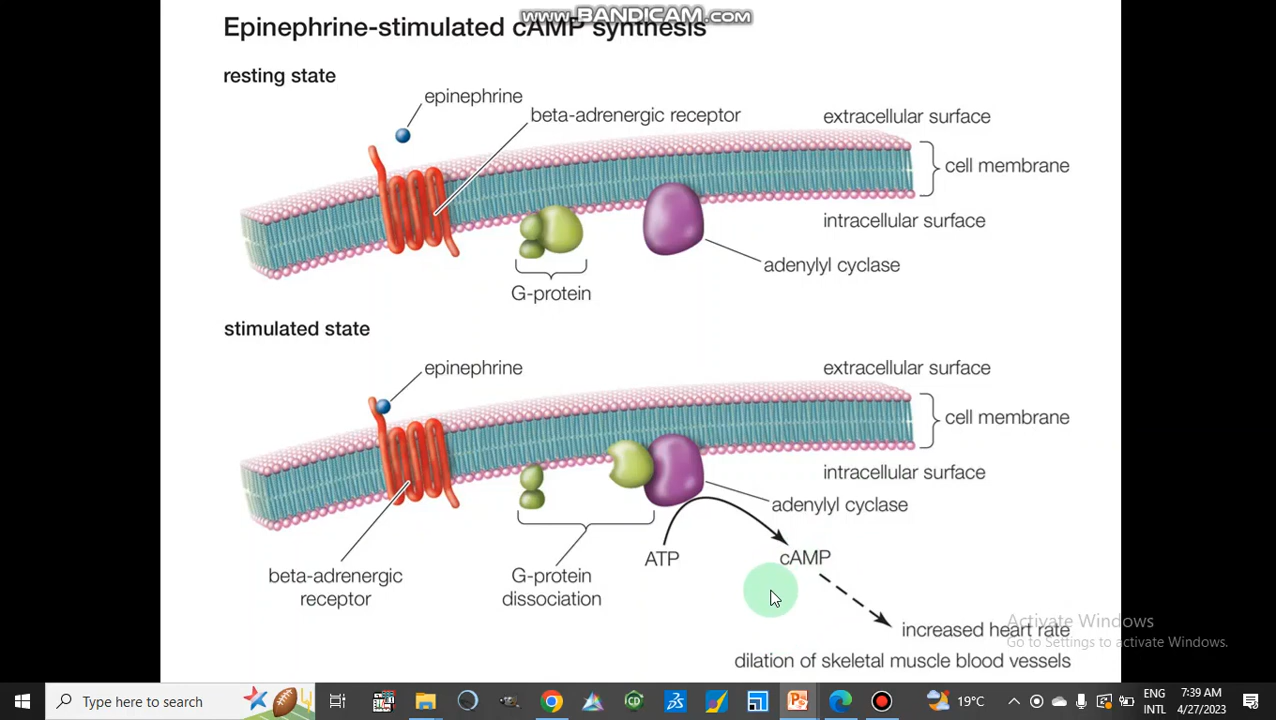 www.BANDICAM.com
Epinephrine-stimulated cAMP synthesis
resting state
epinephrine
beta-adrenergic receptor
extracellular surface
cell membrane
intracellular surface
adenylyl cyclase
G-protein
stimulated state
epinephrine
extracellular surface
cell membrane
intracellular surface
adenylyl cyclase
ATP
cAMP
beta-adrenergic
receptor
G-protein
dissociation
increased heart rate
dilation of skeletal muscle blood vessels
Activate Windows
Go to Settings to activate Windows.
Type here to search
19°C
ENG
INTL
7:39 AM
4/27/2023